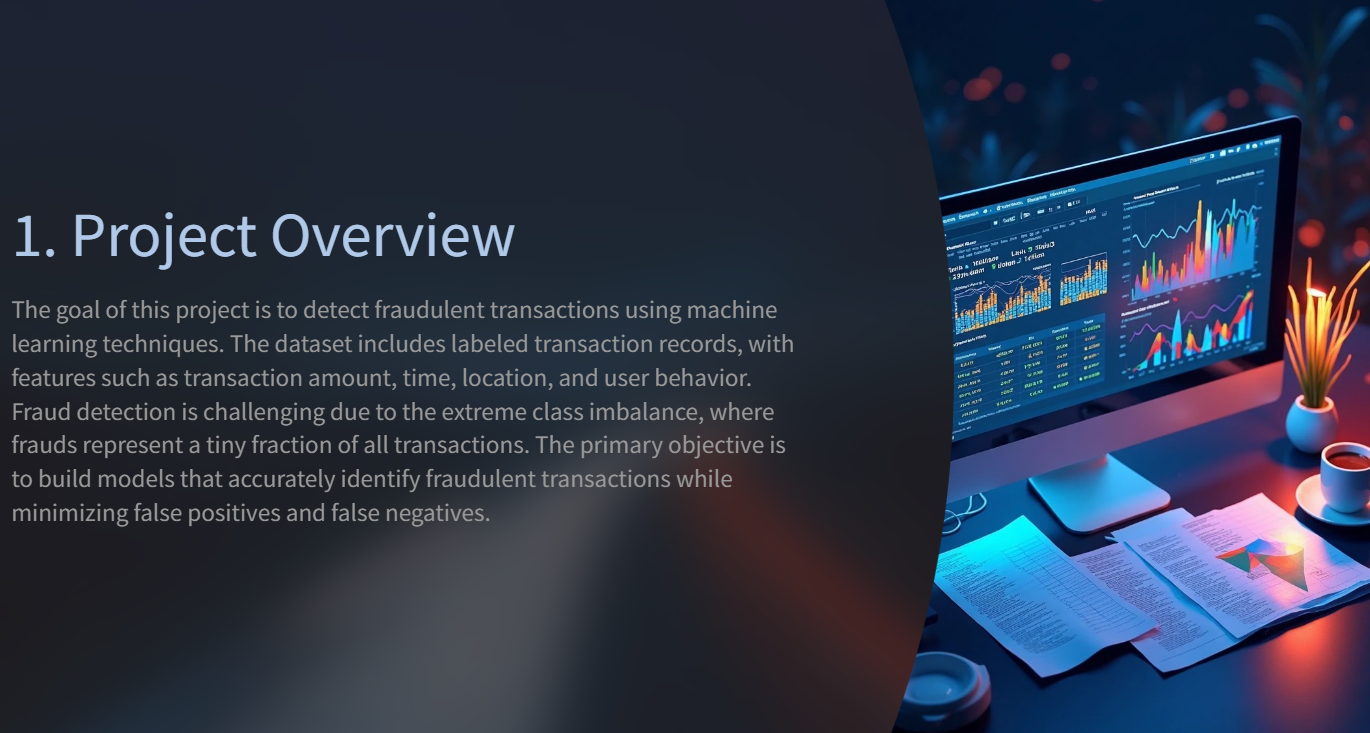 1. Project Overview
The goal of this project is to detect fraudulent transactions using machine
learning techniques. The dataset includes labeled transaction records, with
features such as transaction amount, time, location, and user behavior.
Fraud detection is challenging due to the extreme class imbalance, where
frauds represent a tiny fraction of all transactions. The primary objective is
to build models that accurately identify fraudulent transactions while
minimizing false positives and false negatives.